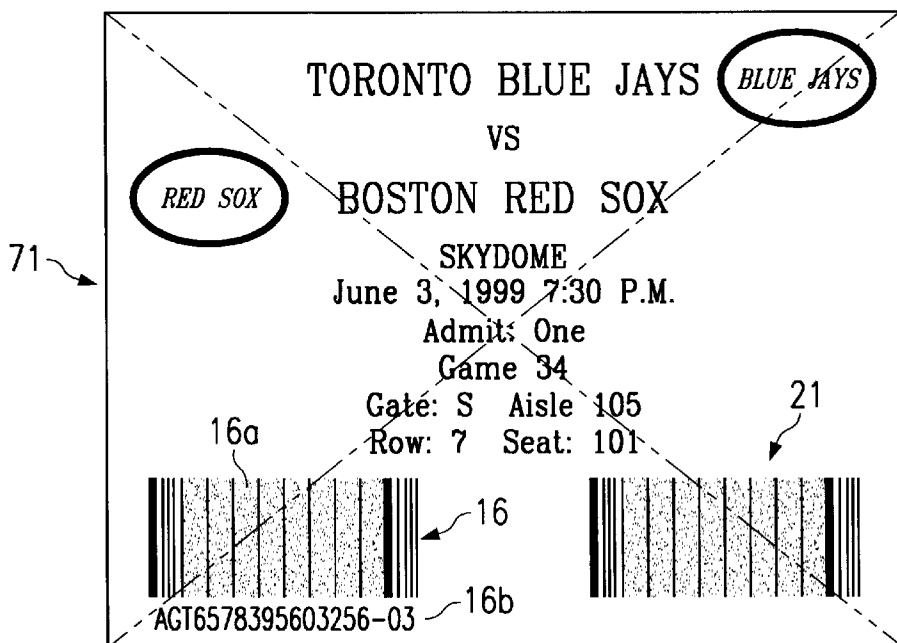 TORONTO BLUE JAYS
BLUE JAYS
VS
RED SOX
BOSTON RED SOX
71
SKYDOME
June 3, 1999 7:30 P.M.
Admit: One
Game 34
Gate: S Aisle 105
Row: 7 Seat: 101
16a
21
16
AGT6578395603256-03
16b